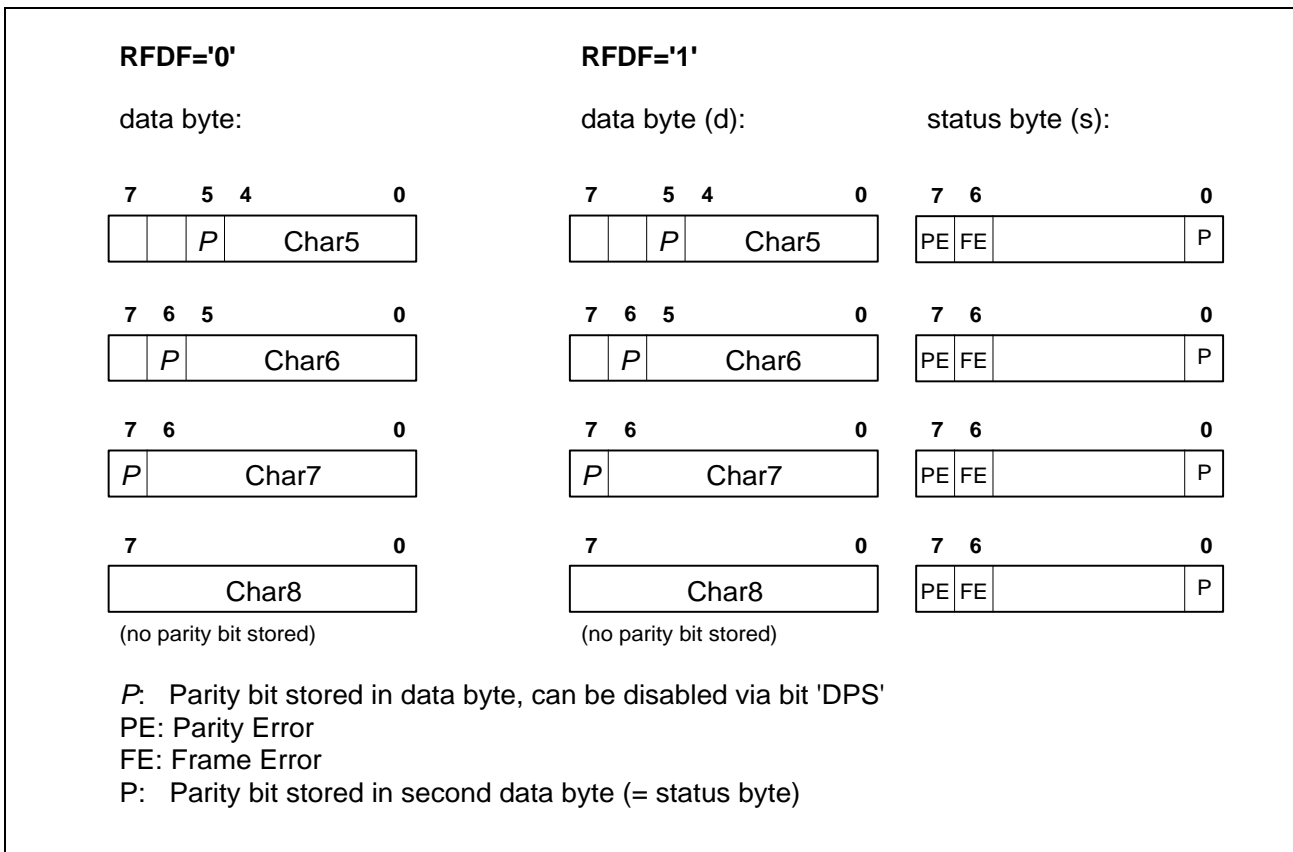 RFDF='0' RFDF='1'
data byte: data byte (d): status byte (s):
7 5 4 0 7 5 4 0 7 6 0
P Char5 P Char5 PE FE P
7 6 5 0 7 6 5 0 7 6 0
P Char6 P Char6 PE FE P
7 6 0 7 6 0 7 6 0
P Char7 P Char7 PE FE P
7 0 7 0 7 6 0
Char8 Char8 PE FE P
(no parity bit stored) (no parity bit stored)
P: Parity bit stored in data byte, can be disabled via bit 'DPS'
PE: Parity Error
FE: Frame Error
P: Parity bit stored in second data byte (= status byte)